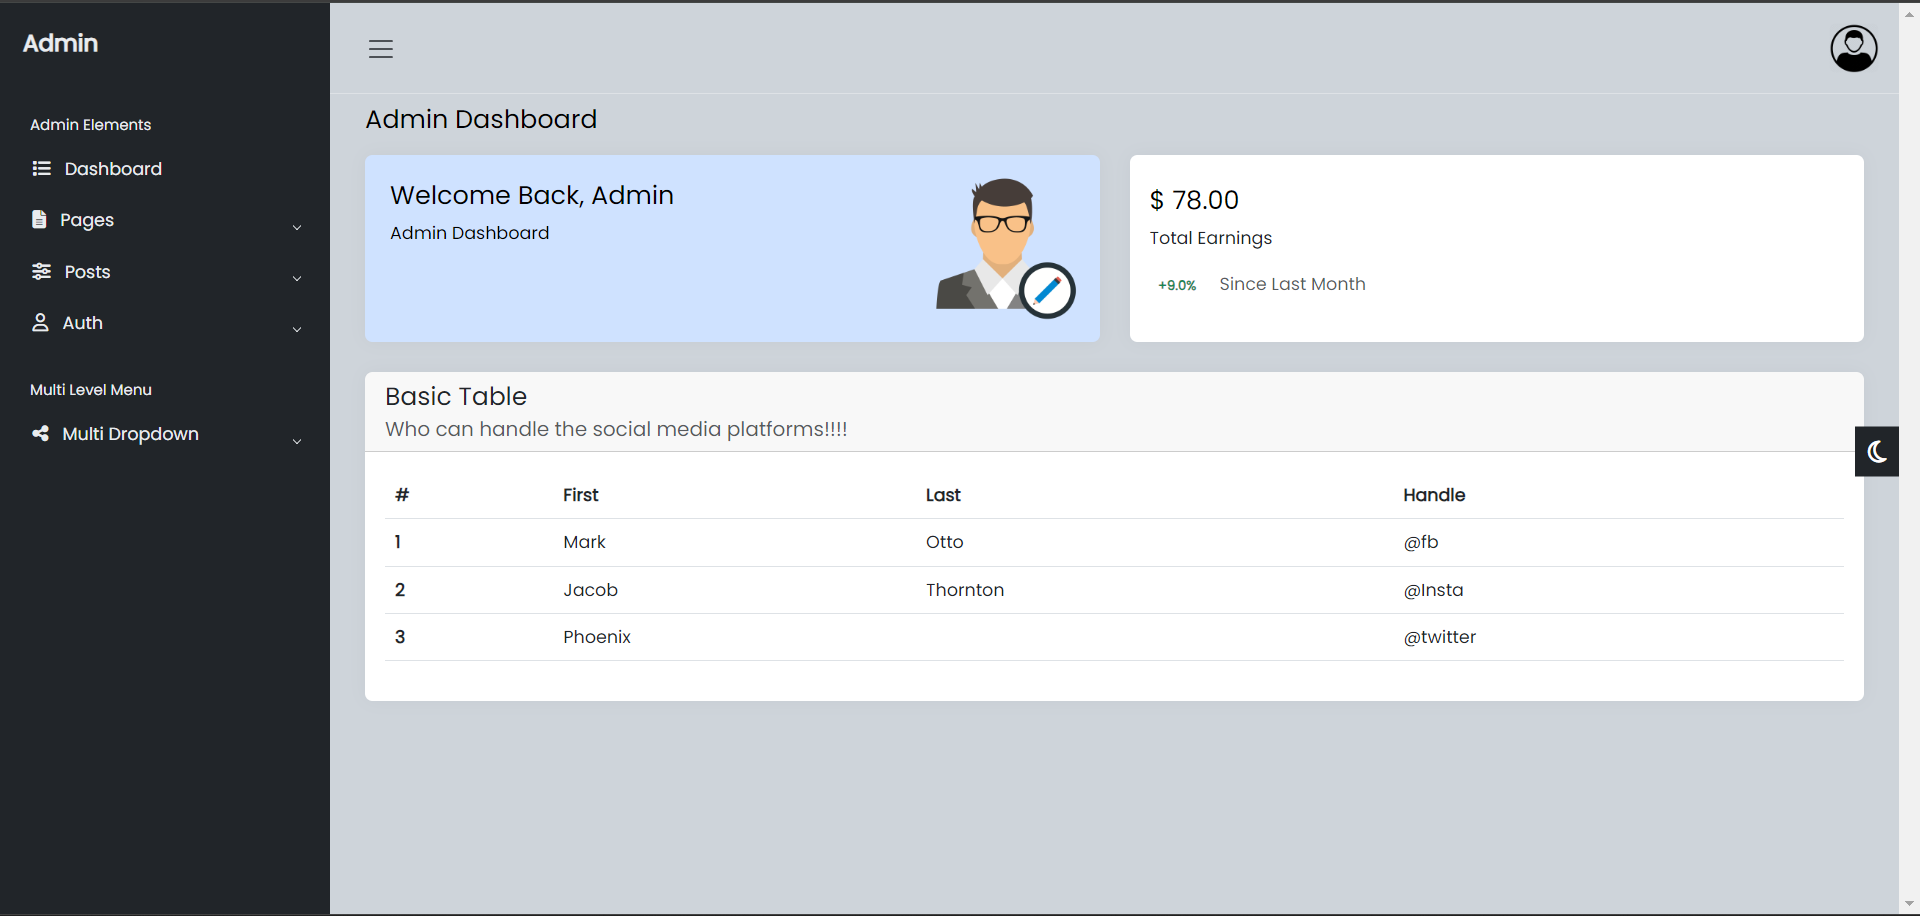 Admin
Admin Elements
Dashboard
Pages
Posts
Auth
Multi Level Menu
Multi Dropdown
Admin Dashboard
Welcome Back, Admin
Admin Dashboard
$ 78.00
Total Earnings
+9.0% Since Last Month
Basic Table
Who can handle the social media platforms!!!!
# First Last Handle
1 Mark Otto @fb
2 Jacob Thornton @Insta
3 Phoenix @twitter